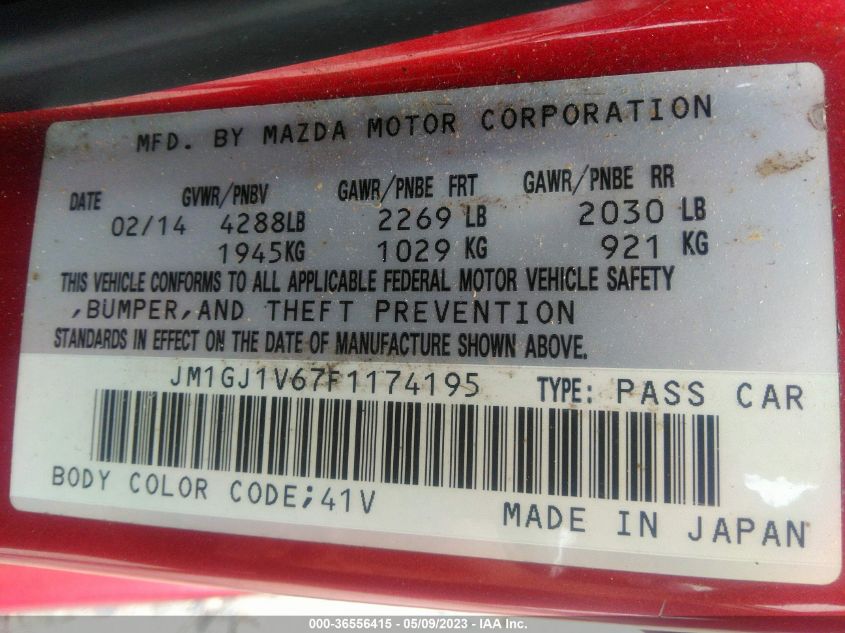 MFD. BY MAZDA MOTOR CORPORATION
DATE GVWR/PNBV GAWR/PNBE FRT GAWR/PNBE RR
02/14 4288LB 2269 LB 2030 LB
1945KG 1029 KG 921 KG
THIS VEHICLE CONFORMS TO ALL APPLICABLE FEDERAL MOTOR VEHICLE SAFETY
,BUMPER,AND THEFT PREVENTION
STANDARDS IN EFFECT ON THE DATE OF MANUFACTURE SHOWN ABOVE.
JM1GJ1V67F1174195 TYPE: PASS CAR
BODY COLOR CODE;41V MADE IN JAPAN
000-36556415 - 05/09/2023 - IAA Inc.